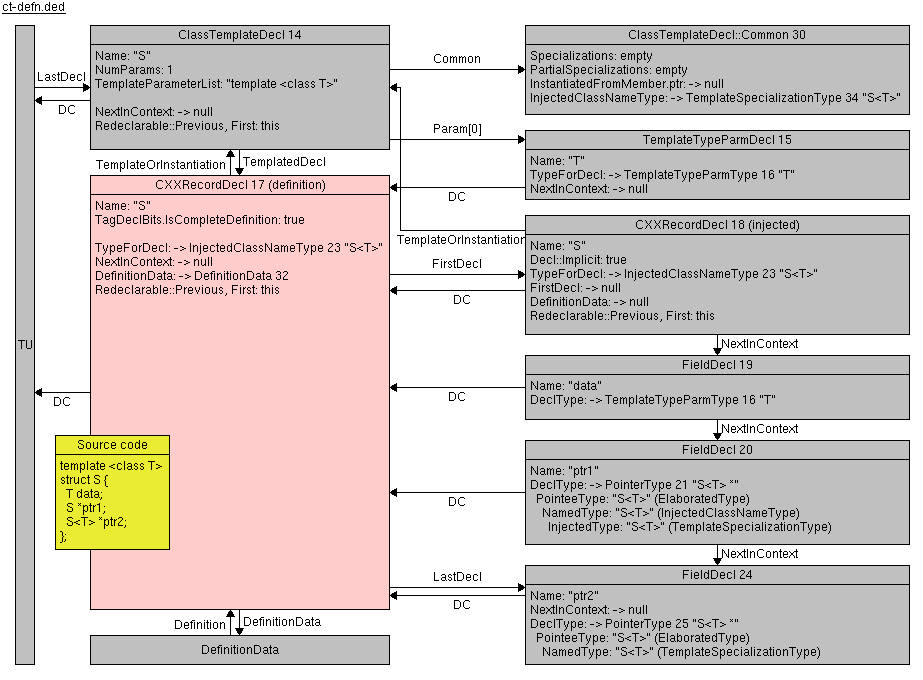 ct-defn.ded
TU
LastDecl
DC
ClassTemplateDecl 14
Name: "S"
NumParams: 1
TemplateParameterList: "template <class T>"
NextInContext: -> null
Redeclarable::Previous, First: this
Common
ClassTemplateDecl::Common 30
Specializations: empty
PartialSpecializations: empty
InstantiatedFromMember.ptr: -> null
InjectedClassNameType: -> TemplateSpecializationType 34 "S<T>"
Param[0]
TemplateTypeParmDecl 15
Name: "T"
TypeForDecl: -> TemplateTypeParmType 16 "T"
NextInContext: -> null
DC
TemplateOrInstantiation
TemplatedDecl
CXXRecordDecl 17 (definition)
Name: "S"
TagDeclBits.IsCompleteDefinition: true
TypeForDecl: -> InjectedClassNameType 23 "S<T>"
NextInContext: -> null
DefinitionData: -> DefinitionData 32
Redeclarable::Previous, First: this
DC
TemplateOrInstantiation
FirstDecl
DC
CXXRecordDecl 18 (injected)
Name: "S"
Decl::Implicit: true
TypeForDecl: -> InjectedClassNameType 23 "S<T>"
FirstDecl: -> null
DefinitionData: -> null
Redeclarable::Previous, First: this
NextInContext
DC
FieldDecl 19
Name: "data"
DeclType: -> TemplateTypeParmType 16 "T"
NextInContext
DC
FieldDecl 20
Name: "ptr1"
DeclType: -> PointerType 21 "S<T> *"
PointeeType: "S<T>" (ElaboratedType)
NamedType: "S<T>" (InjectedClassNameType)
InjectedType: "S<T>" (TemplateSpecializationType)
NextInContext
LastDecl
DC
FieldDecl 24
Name: "ptr2"
NextInContext: -> null
DeclType: -> PointerType 25 "S<T> *"
PointeeType: "S<T>" (ElaboratedType)
NamedType: "S<T>" (TemplateSpecializationType)
Source code
template <class T>
struct S {
T data;
S *ptr1;
S<T> *ptr2;
};
Definition
DefinitionData
DefinitionData